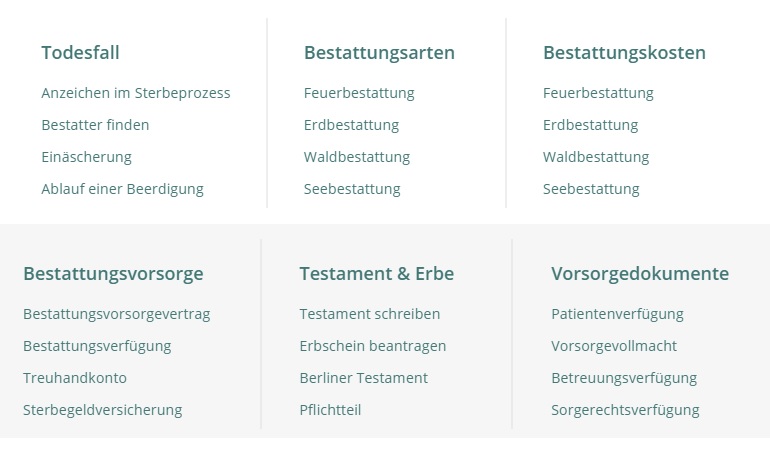 Todesfall
Anzeichen im Sterbeprozess
Bestatter finden
Einäscherung
Ablauf einer Beerdigung
Bestattungsarten
Feuerbestattung
Erdbestattung
Waldbestattung
Seebestattung
Bestattungskosten
Feuerbestattung
Erdbestattung
Waldbestattung
Seebestattung
Bestattungsvorsorge
Bestattungsvorsorgevertrag
Bestattungsverfügung
Treuhandkonto
Sterbegeldversicherung
Testament & Erbe
Testament schreiben
Erbschein beantragen
Berliner Testament
Pflichtteil
Vorsorgedokumente
Patientenverfügung
Vorsorgevollmacht
Betreuungsverfügung
Sorgerechtsverfügung